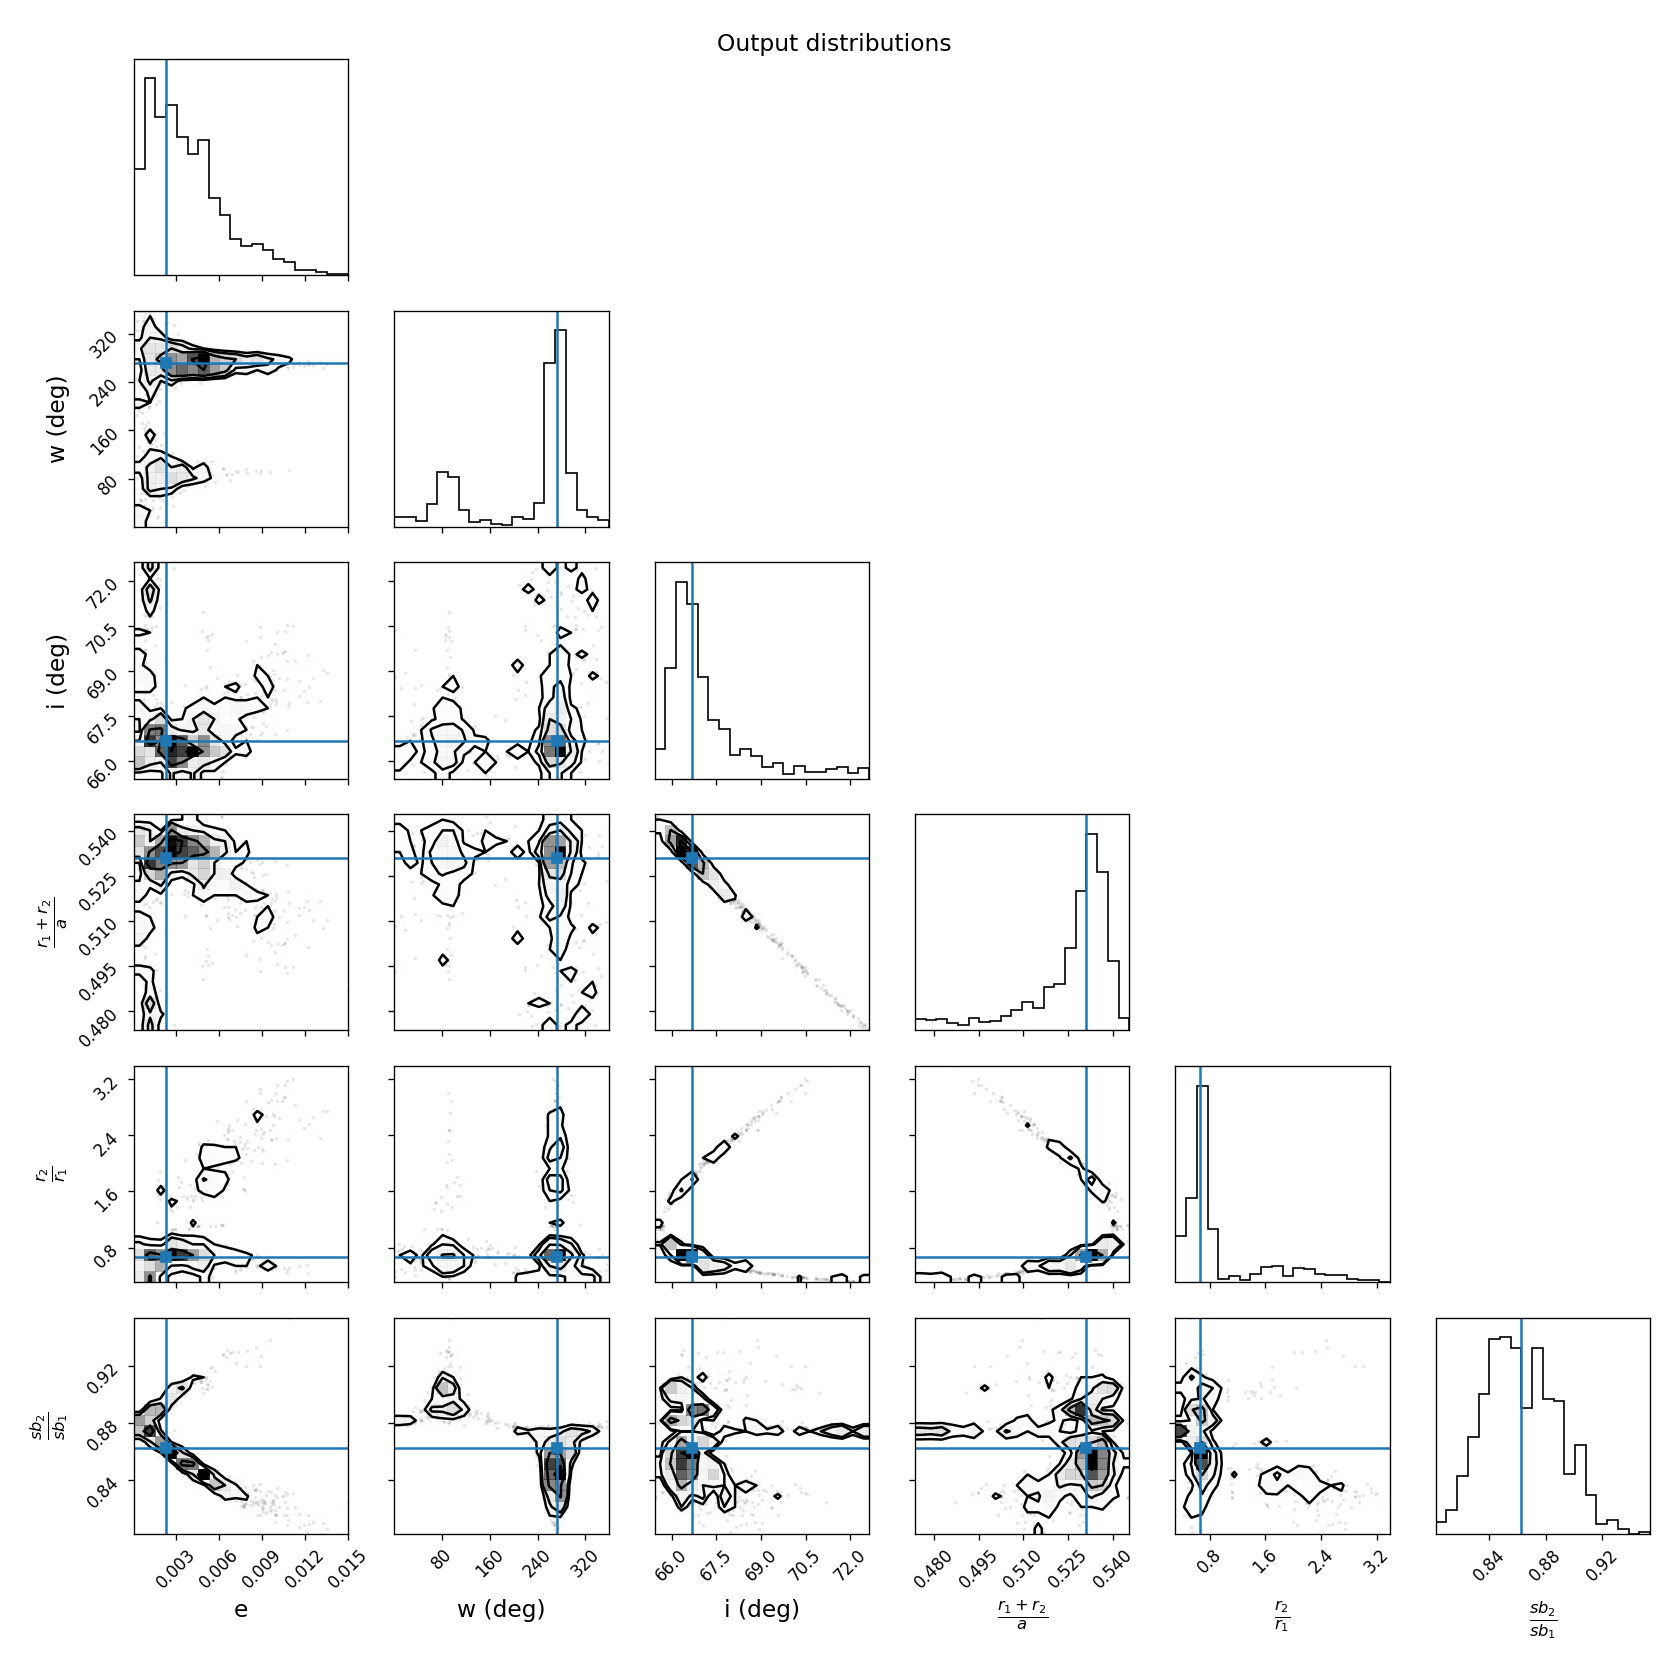 Output distributions
w (deg)
320
240
160
80
i (deg)
72.0
70.5
69.0
67.5
66.0
r₁ + r₂
a
0.540
0.525
0.510
0.495
0.480
r₂
r₁
3.2
2.4
1.6
0.8
sb₂
sb₁
0.92
0.88
0.84
0.003 0.006 0.009 0.012 0.015 80 160 240 320 66.0 67.5 69.0 70.5 72.0 0.480 0.495 0.510 0.525 0.540 0.8 1.6 2.4 3.2 0.84 0.88 0.92
e w (deg) i (deg) r₁ + r₂ r₂ sb₂
a r₁ sb₁